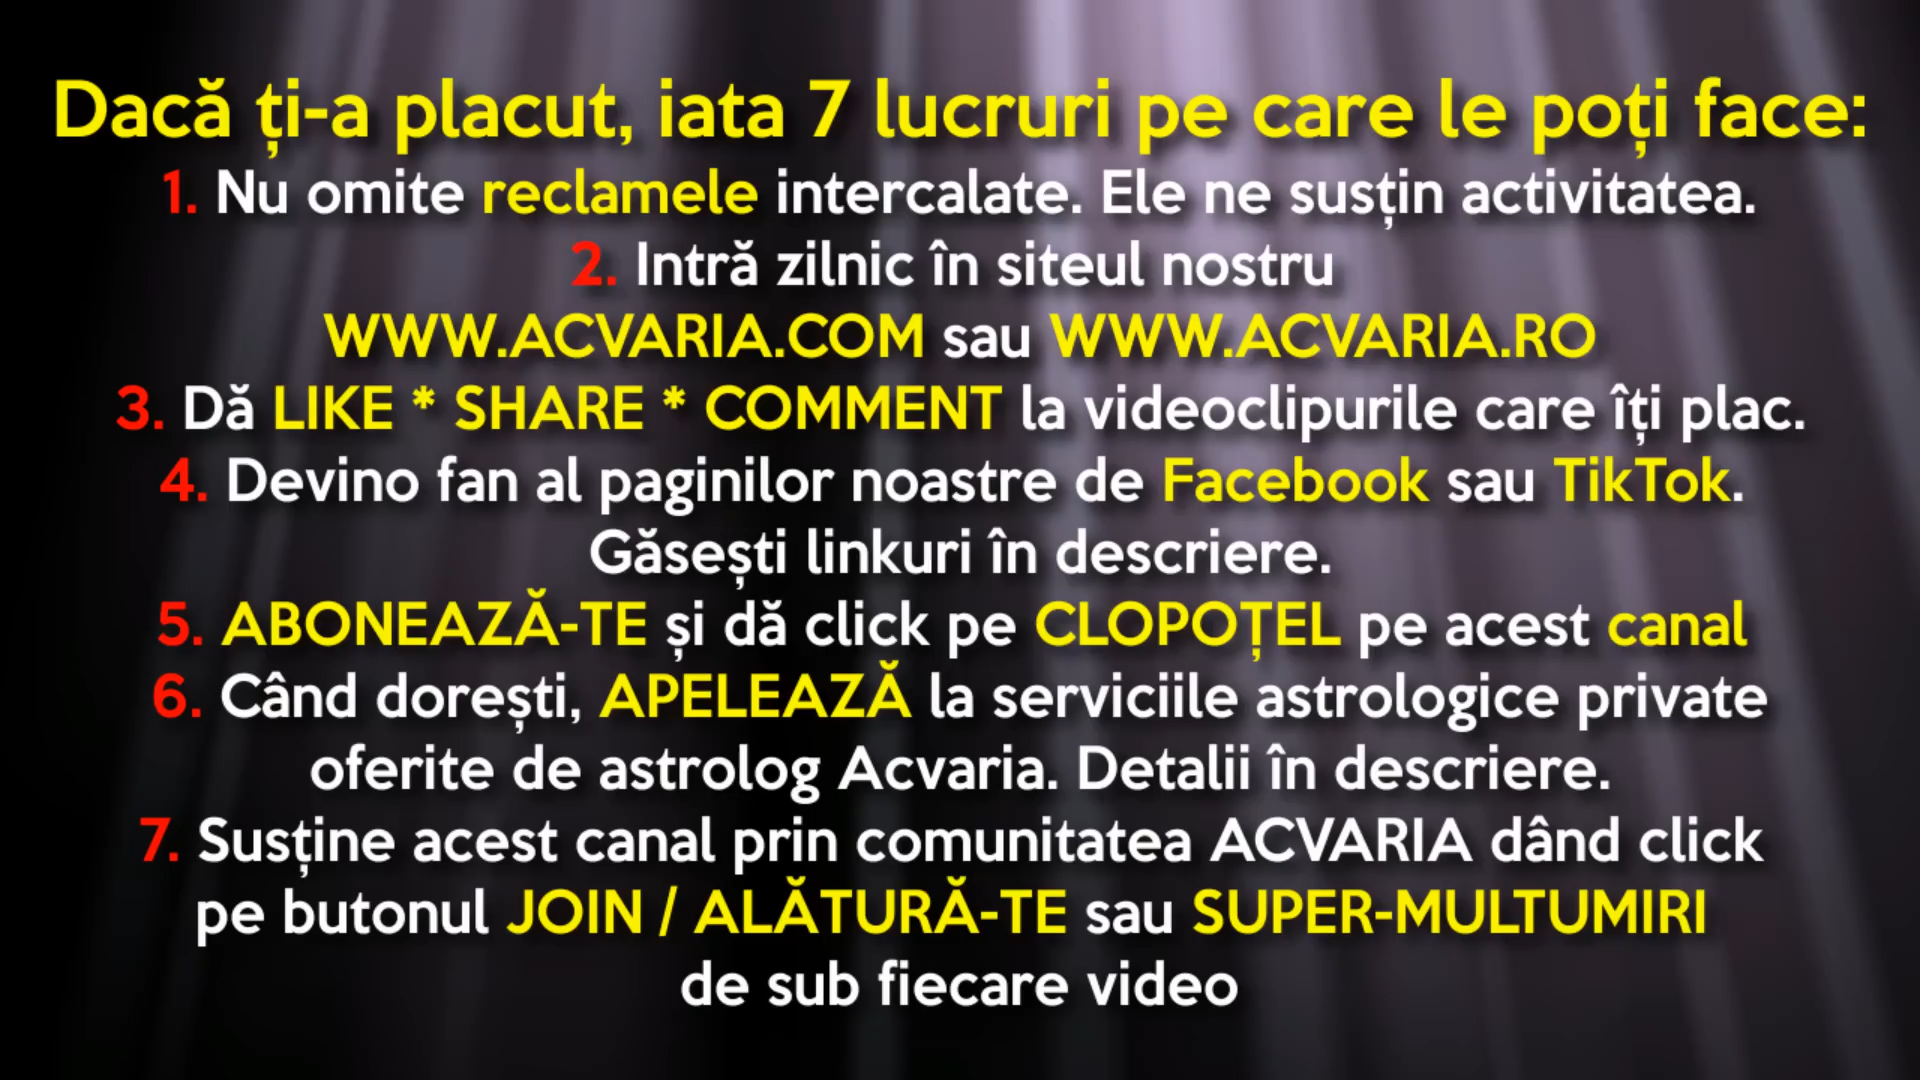 Dacă ți-a placut, iata 7 lucruri pe care le poți face:
1. Nu omite reclamele intercalate. Ele ne susțin activitatea.
2. Intră zilnic în siteul nostru
WWW.ACVARIA.COM sau WWW.ACVARIA.RO
3. Dă LIKE * SHARE * COMMENT la videoclipurile care îți plac.
4. Devino fan al paginilor noastre de Facebook sau TikTok.
Găsești linkuri în descriere.
5. ABONEAZĂ-TE și dă click pe CLOPOȚEL pe acest canal
6. Când dorești, APELEAZĂ la serviciile astrologice private
oferite de astrolog Acvaria. Detalii în descriere.
7. Susține acest canal prin comunitatea ACVARIA dând click
pe butonul JOIN / ALĂTURĂ-TE sau SUPER-MULTUMIRI
de sub fiecare video